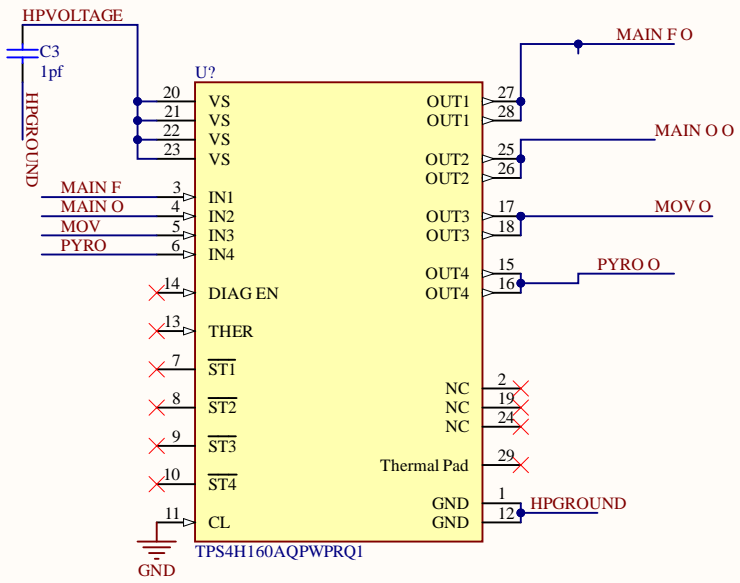 HPVOLTAGE
C3
1pf
HPGROUND
U?
MAIN F O
20 VS OUT1 27
21 VS OUT1 28
22 VS
23 VS OUT2 25
OUT2 26
MAIN O O
MAIN F 3 IN1
MAIN O 4 IN2 OUT3 17 MOV O
MOV 5 IN3 OUT3 18
PYRO 6 IN4
OUT4 15 PYRO O
14 DIAG EN OUT4 16
13 THER
7 ST1
8 ST2
9 ST3
10 ST4
11 CL
NC 2
NC 19
NC 24
Thermal Pad 29
GND 1
GND 12
HPGROUND
GND
TPS4H160AQPWPRQ1